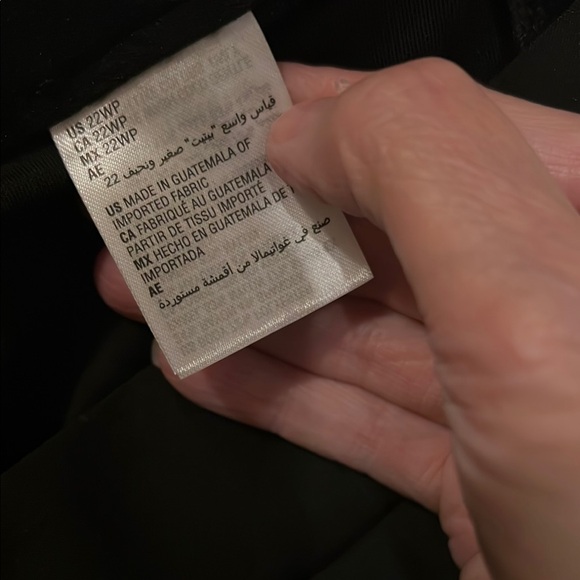 US 22WP
CA 22WP
MX 22WP
AE
قياس واسع "بيتيت" صغير ونحيف 22
US MADE IN GUATEMALA OF
IMPORTED FABRIC
CA FABRIQUÉ AU GUATEMALA
PARTIR DE TISSU IMPORTÉ
MX HECHO EN GUATEMALA DE
IMPORTADA
AE
صنع في غواتيمالا من أقمشة مستوردة